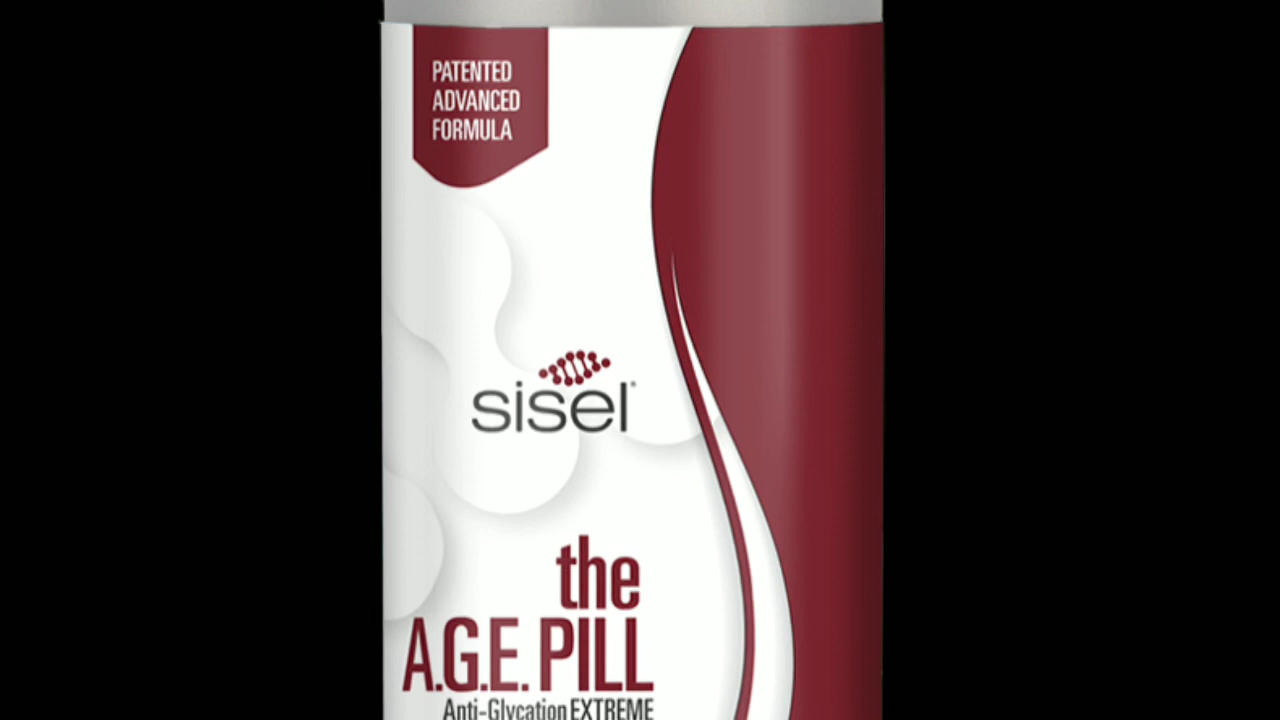 PATENTED
ADVANCED
FORMULA
sisel
the
A.G.E. PILL
Anti-Glycation EXTREME